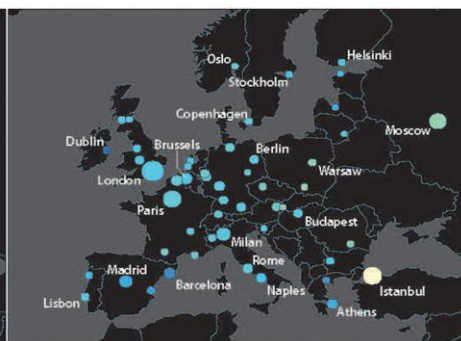 Helsinki
Oslo
Stockholm
Copenhagen
Moscow
Dublin
Brussels
Berlin
London
Warsaw
Paris
Budapest
Milan
Madrid
Rome
Lisbon
Barcelona
Naples
Istanbul
Athens